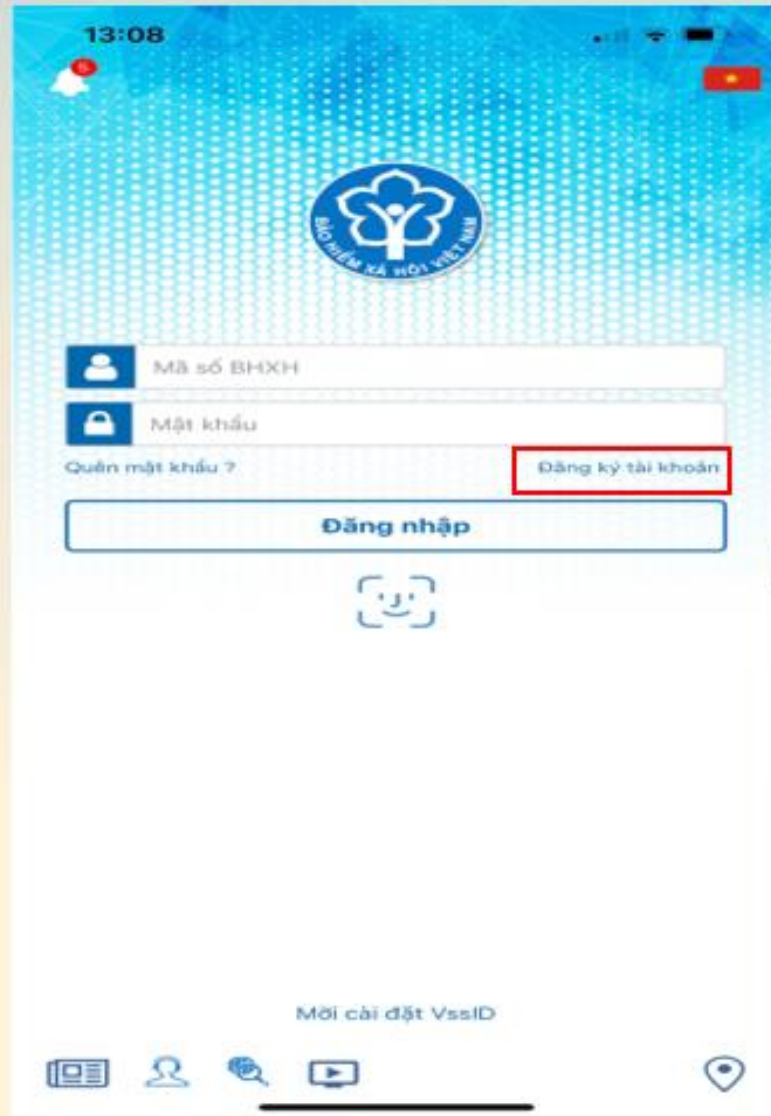 13:08
5
BẢO HIỂM XÃ HỘI VIỆT NAM
Mã số BHXH
Mật khẩu
Quên mật khẩu ?
Đăng ký tài khoản
Đăng nhập
Mời cài đặt VssID